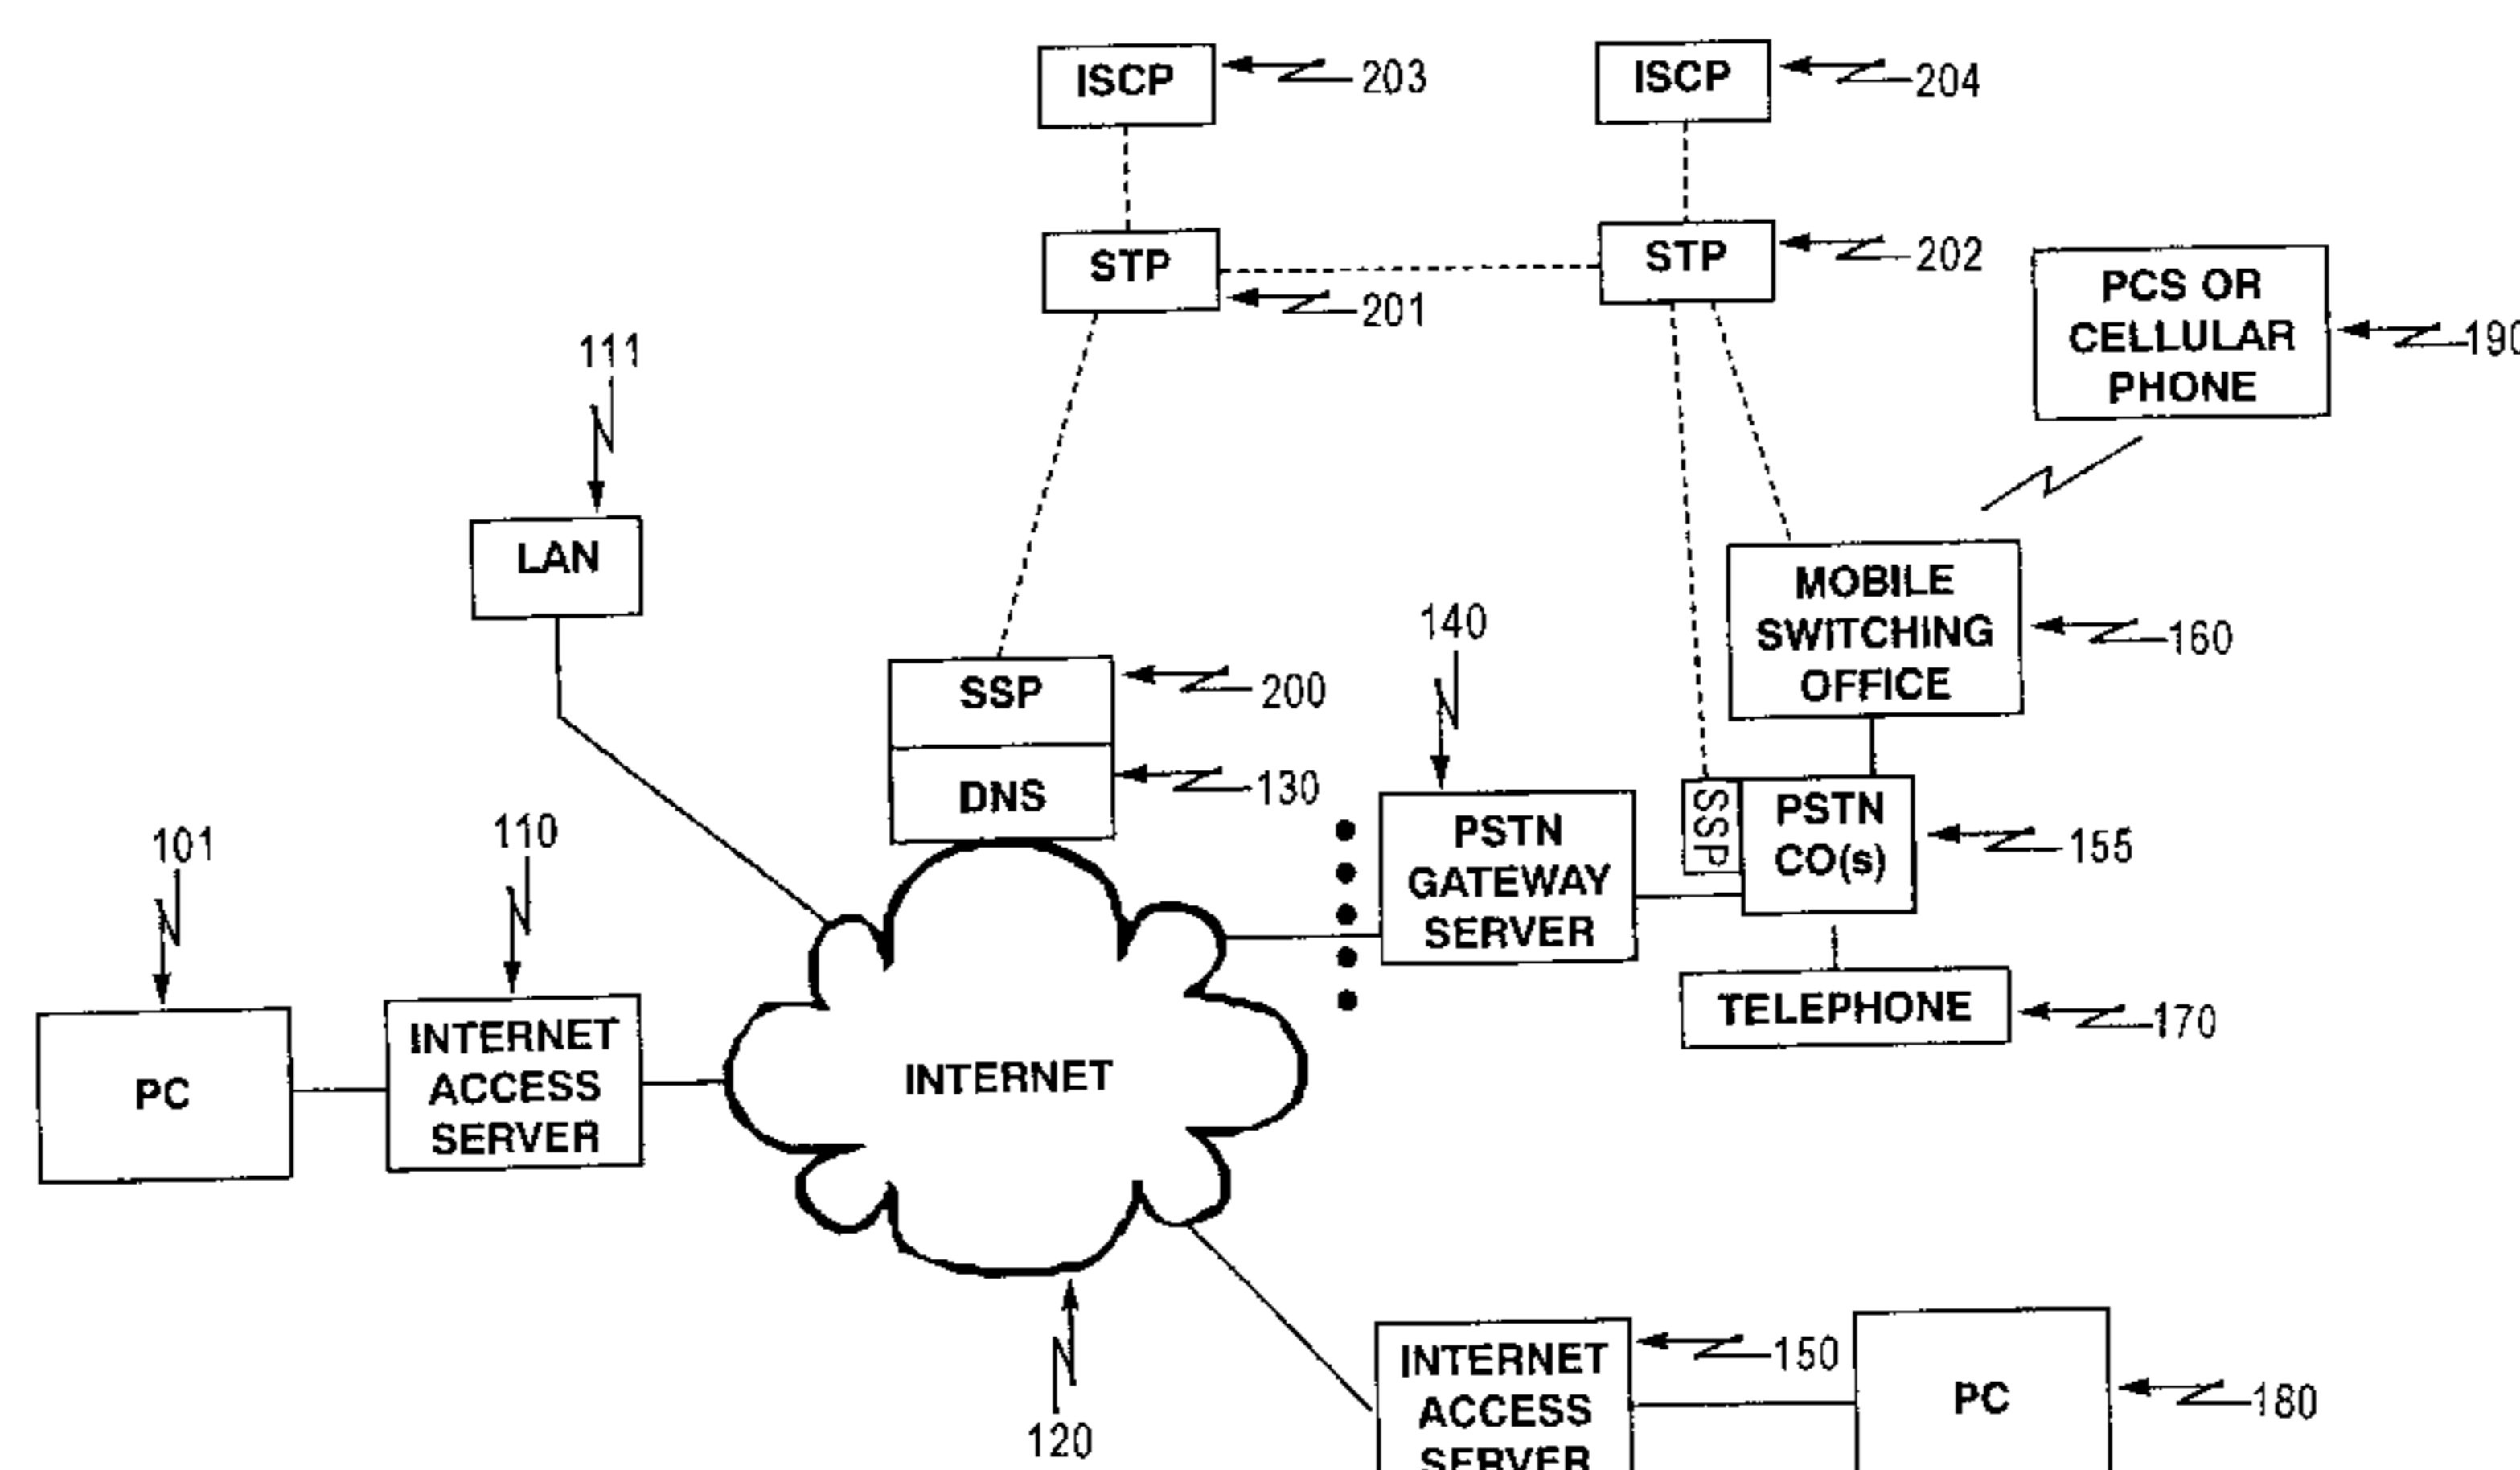 ISCP
203
ISCP
204
STP
201
STP
202
PCS OR
CELLULAR
PHONE
190
111
LAN
MOBILE
SWITCHING
OFFICE
160
140
SSP
200
DNS
130
PSTN
GATEWAY
SERVER
SSP
PSTN
CO(s)
155
101
110
TELEPHONE
170
PC
INTERNET
ACCESS
SERVER
INTERNET
120
INTERNET
ACCESS
SERVER
150
PC
180